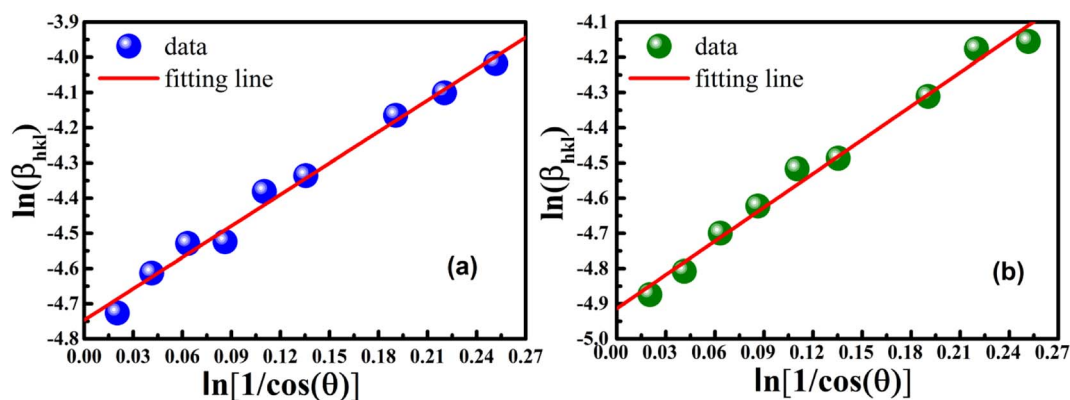 -3.9
-4.0
-4.1
-4.2
-4.3
-4.4
-4.5
-4.6
-4.7
-4.8
ln(β_hkl)
data
fitting line
(a)
0.00 0.03 0.06 0.09 0.12 0.15 0.18 0.21 0.24 0.27
ln[1/cos(θ)]
-4.1
-4.2
-4.3
-4.4
-4.5
-4.6
-4.7
-4.8
-4.9
-5.0
ln(β_hkl)
data
fitting line
(b)
0.00 0.03 0.06 0.09 0.12 0.15 0.18 0.21 0.24 0.27
ln[1/cos(θ)]